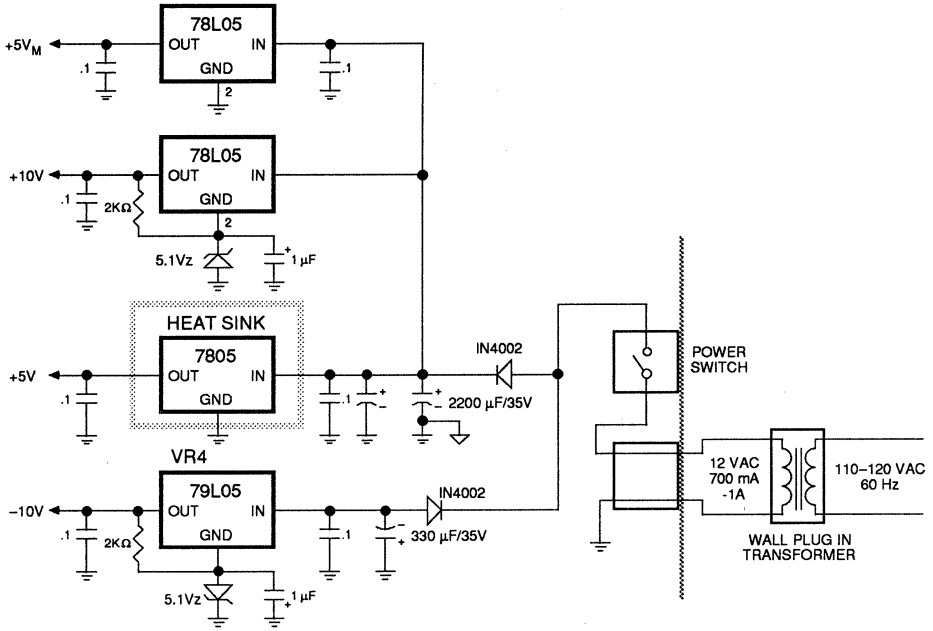 78L05
+5VM
OUT
IN
GND
.1
.1
2
78L05
+10V
OUT
IN
GND
.1
2KΩ
2
5.1Vz
+
1 µF
HEAT SINK
7805
+5V
OUT
IN
GND
.1
.1
+
–
+
–
2200 µF/35V
IN4002
POWER
SWITCH
VR4
79L05
–10V
OUT
IN
GND
.1
2KΩ
.1
–
+
330 µF/35V
IN4002
5.1Vz
1 µF
+
12 VAC
700 mA
-1A
110–120 VAC
60 Hz
WALL PLUG IN
TRANSFORMER